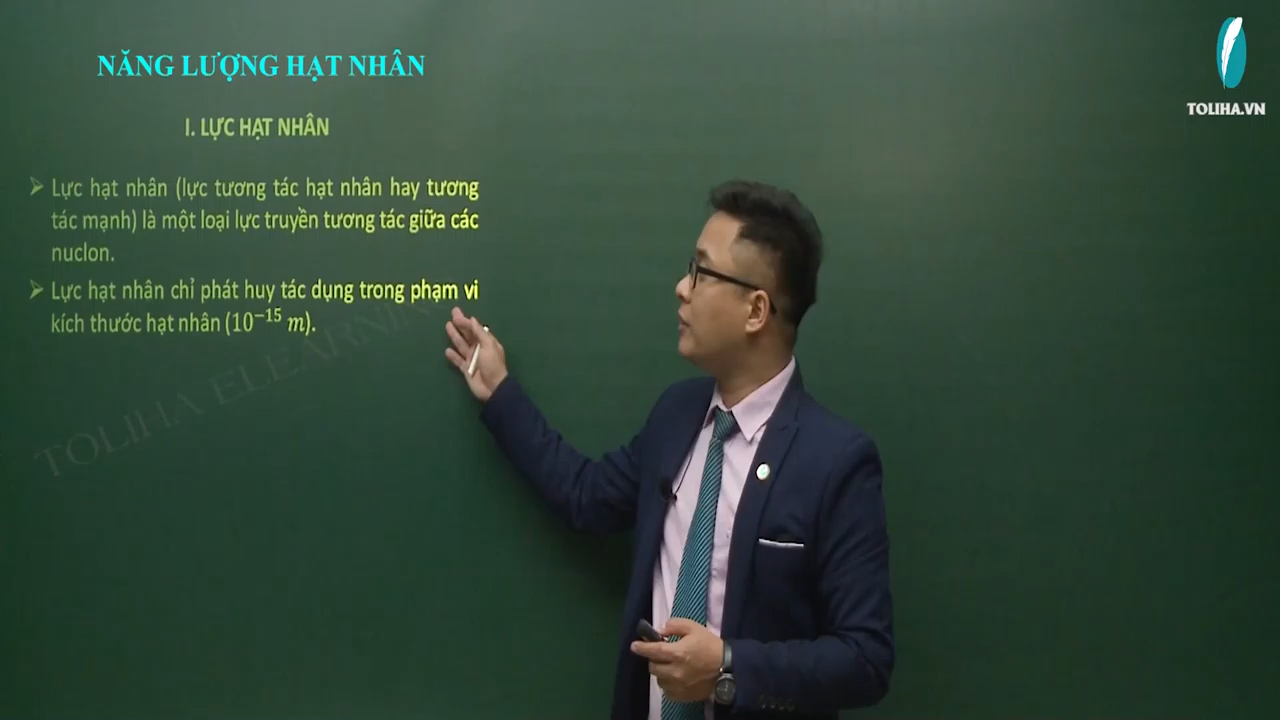 NĂNG LƯỢNG HẠT NHÂN
TOLIHA.VN
I. LỰC HẠT NHÂN
➢ Lực hạt nhân (lực tương tác hạt nhân hay tương
tác mạnh) là một loại lực truyền tương tác giữa các
nuclon.
➢ Lực hạt nhân chỉ phát huy tác dụng trong phạm vi
kích thước hạt nhân (10⁻¹⁵ m).
TOLIHA ELEARNING